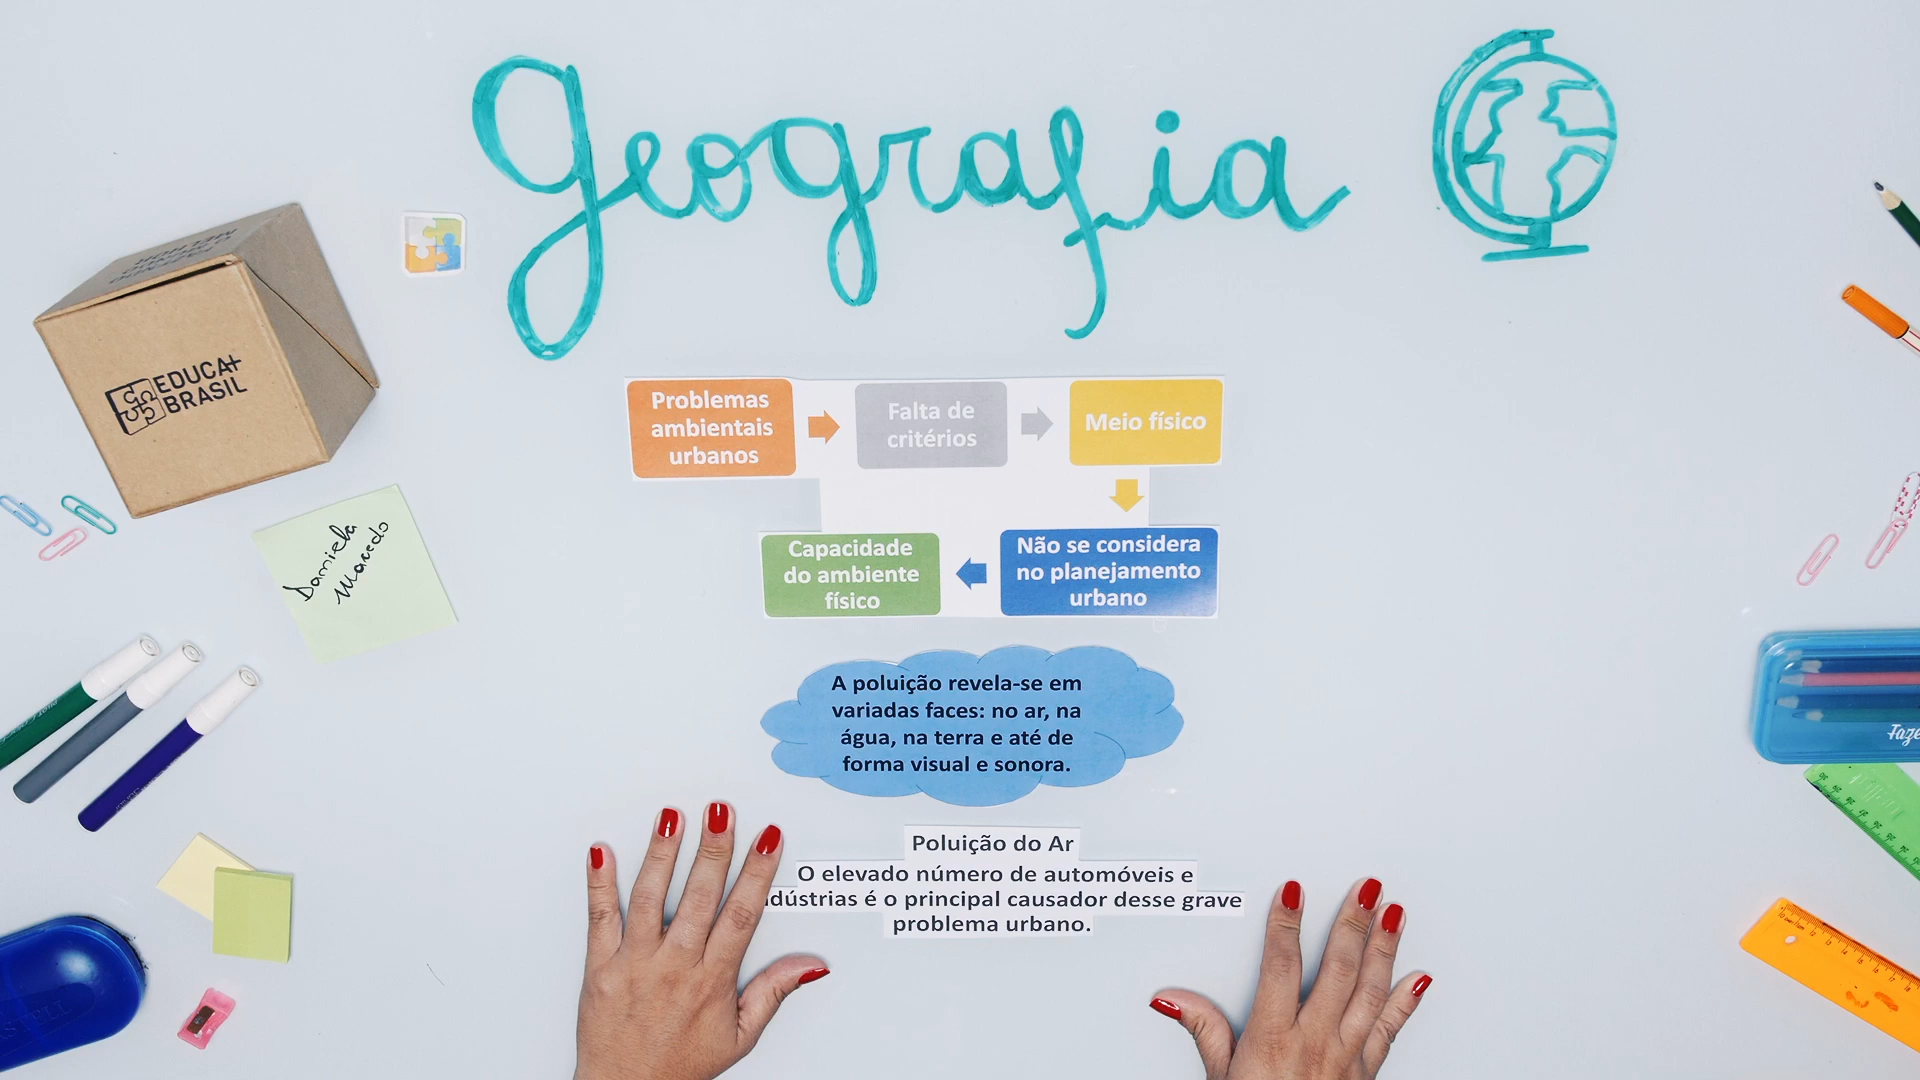 Geografia
EDUCA+
BRASIL
Problemas
ambientais
urbanos
Falta de
critérios
Meio físico
Não se considera
no planejamento
urbano
Capacidade
do ambiente
físico
Daniela
Macedo
A poluição revela-se em
variadas faces: no ar, na
água, na terra e até de
forma visual e sonora.
Poluição do Ar
O elevado número de automóveis e
dústrias é o principal causador desse grave
problema urbano.